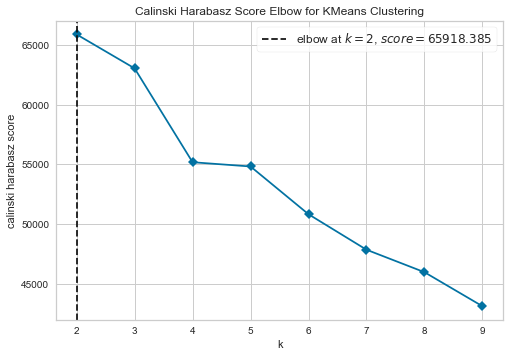 Calinski Harabasz Score Elbow for KMeans Clustering
elbow at k = 2, score = 65918.385
calinski harabasz score
65000
60000
55000
50000
45000
2 3 4 5 6 7 8 9
k